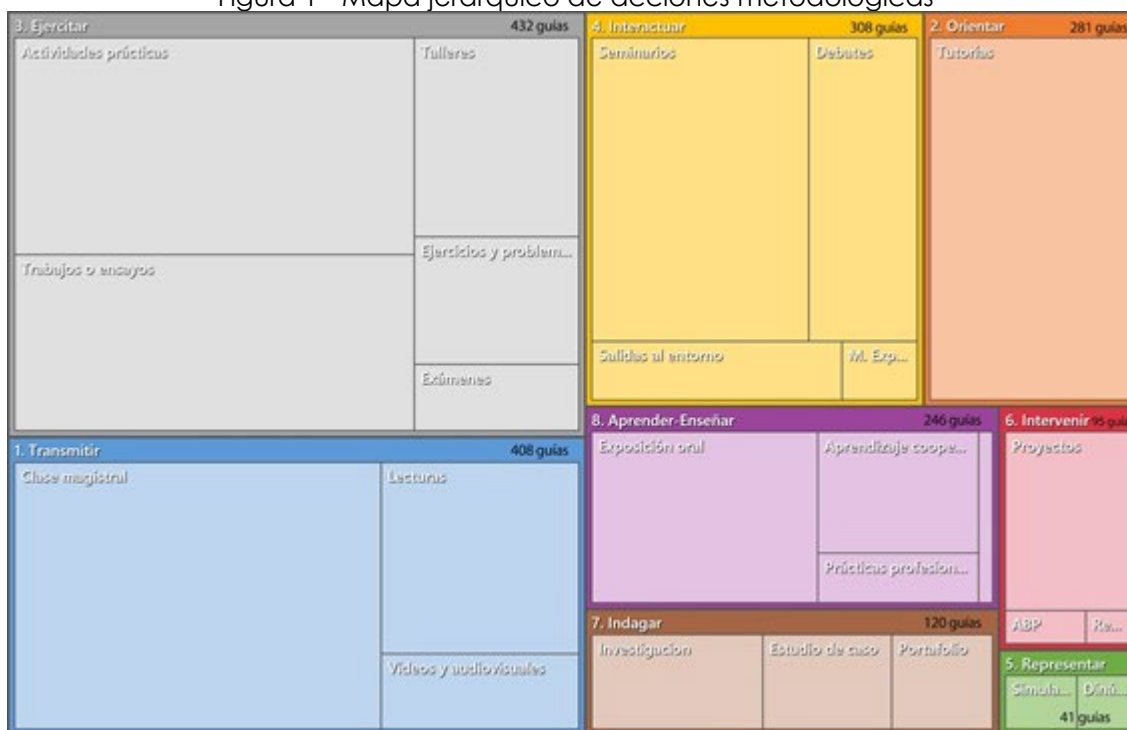 Figura 1 - Mapa jerárquico de acciones metodológicas
3. Ejercitar 432 guías
Actividades prácticas
Talleres
Ejercicios y problem...
Trabajos o ensayos
Exámenes
4. Interactuar 308 guías
Seminarios
Debates
Salidas al entorno
M. Exp...
2. Orientar 281 guías
Tutorías
1. Transmitir 408 guías
Clase magistral
Lecturas
Vídeos y audiovisuales
8. Aprender-Enseñar 246 guías
Exposición oral
Aprendizaje coope...
Prácticas profesion...
6. Intervenir 95 guías
Proyectos
ABP
Re...
7. Indagar 120 guías
Investigación
Estudio de caso
Portafolio
5. Representar
Simula...
Diná...
41 guías